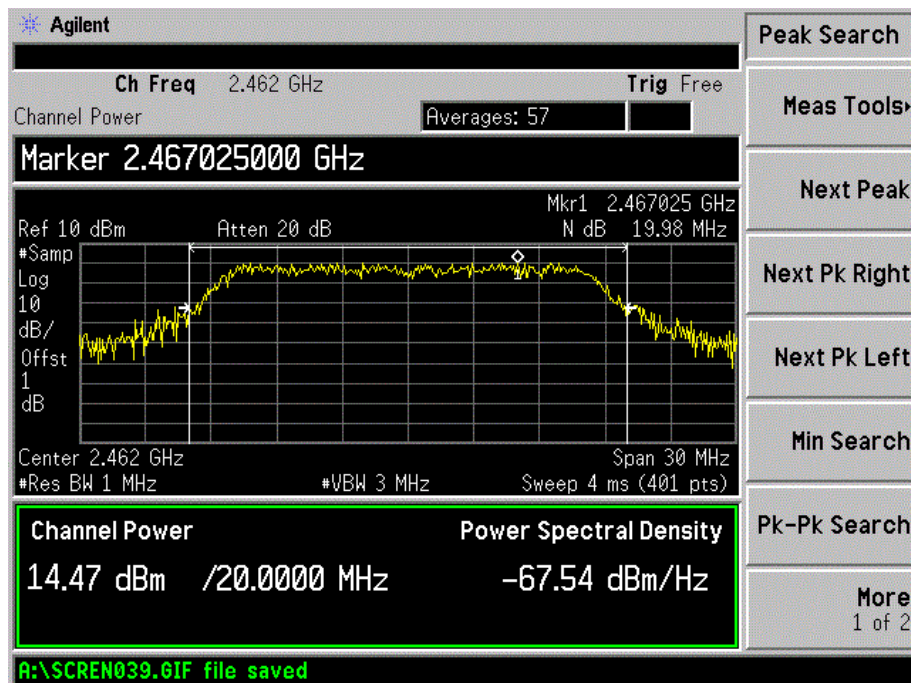 Agilent
Peak Search
Ch Freq 2.462 GHz Trig Free
Channel Power Averages: 57
Meas Tools
Marker 2.467025000 GHz
Next Peak
Mkr1 2.467025 GHz
Ref 10 dBm Atten 20 dB N dB 19.98 MHz
#Samp
Log
10
dB/
Offst
1
dB
1
Next Pk Right
Next Pk Left
Center 2.462 GHz Span 30 MHz
#Res BW 1 MHz #VBW 3 MHz Sweep 4 ms (401 pts)
Min Search
Channel Power Power Spectral Density
14.47 dBm /20.0000 MHz -67.54 dBm/Hz
Pk-Pk Search
More
1 of 2
A:\SCREN039.GIF file saved